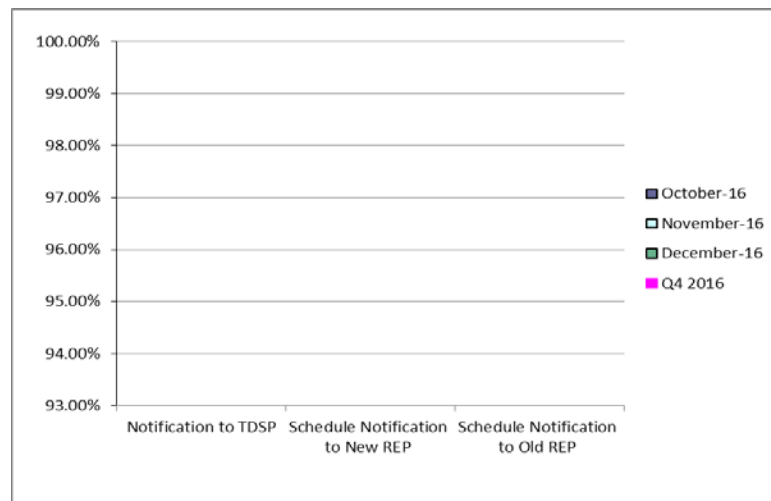 100.00%
99.00%
98.00%
97.00%
96.00%
95.00%
94.00%
93.00%
Notification to TDSP
Schedule Notification
to New REP
Schedule Notification
to Old REP
October-16
November-16
December-16
Q4 2016